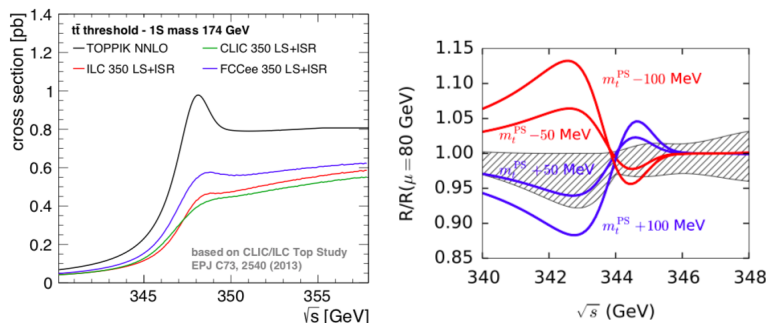 tt̄ threshold - 1S mass 174 GeV
TOPPIK NNLO
CLIC 350 LS+ISR
ILC 350 LS+ISR
FCCee 350 LS+ISR
cross section [pb]
1.4
1.2
1
0.8
0.6
0.4
0.2
0
based on CLIC/ILC Top Study
EPJ C73, 2540 (2013)
345
350
355
√s [GeV]
R/R(μ=80 GeV)
1.15
1.10
1.05
1.00
0.95
0.90
0.85
m_t^PS −100 MeV
m_t^PS −50 MeV
m_t^PS +50 MeV
m_t^PS +100 MeV
340
342
344
346
348
√s (GeV)